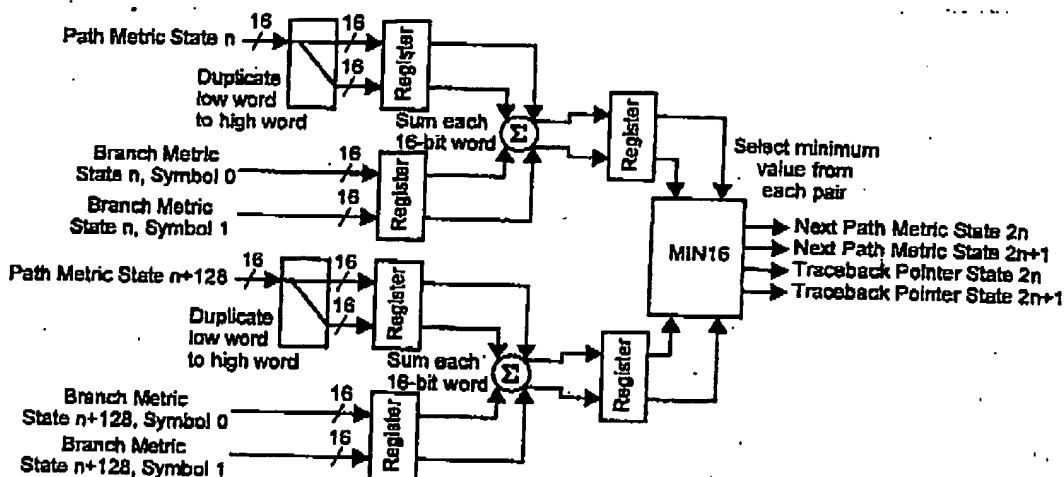 16
16
Path Metric State n
16
Register
Duplicate
low word
to high word
Sum each
16-bit word
Σ
Register
Branch Metric
State n, Symbol 0
16
Branch Metric
State n, Symbol 1
16
Register
Select minimum
value from
each pair
MIN16
Next Path Metric State 2n
Next Path Metric State 2n+1
Traceback Pointer State 2n
Traceback Pointer State 2n+1
Path Metric State n+128
16
16
16
Register
Duplicate
low word
to high word
Sum each
16-bit word
Σ
Register
Branch Metric
State n+128, Symbol 0
16
Branch Metric
State n+128, Symbol 1
16
Register